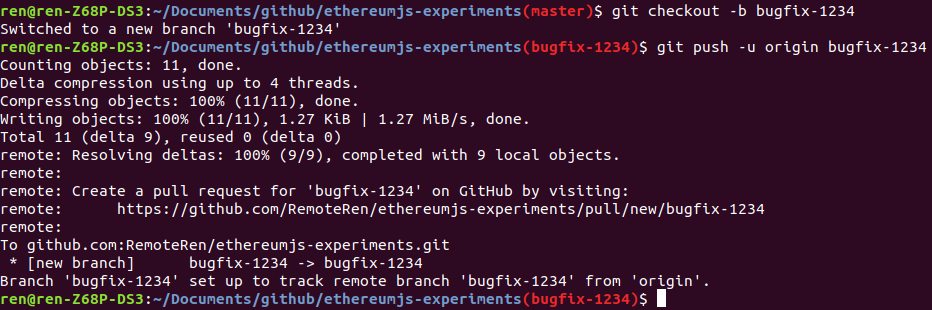 ren@ren-Z68P-DS3:~/Documents/github/ethereumjs-experiments(master)$ git checkout -b bugfix-1234
Switched to a new branch 'bugfix-1234'
ren@ren-Z68P-DS3:~/Documents/github/ethereumjs-experiments(bugfix-1234)$ git push -u origin bugfix-1234
Counting objects: 11, done.
Delta compression using up to 4 threads.
Compressing objects: 100% (11/11), done.
Writing objects: 100% (11/11), 1.27 KiB | 1.27 MiB/s, done.
Total 11 (delta 9), reused 0 (delta 0)
remote: Resolving deltas: 100% (9/9), completed with 9 local objects.
remote:
remote: Create a pull request for 'bugfix-1234' on GitHub by visiting:
remote:      https://github.com/RemoteRen/ethereumjs-experiments/pull/new/bugfix-1234
remote:
To github.com:RemoteRen/ethereumjs-experiments.git
 * [new branch]      bugfix-1234 -> bugfix-1234
Branch 'bugfix-1234' set up to track remote branch 'bugfix-1234' from 'origin'.
ren@ren-Z68P-DS3:~/Documents/github/ethereumjs-experiments(bugfix-1234)$